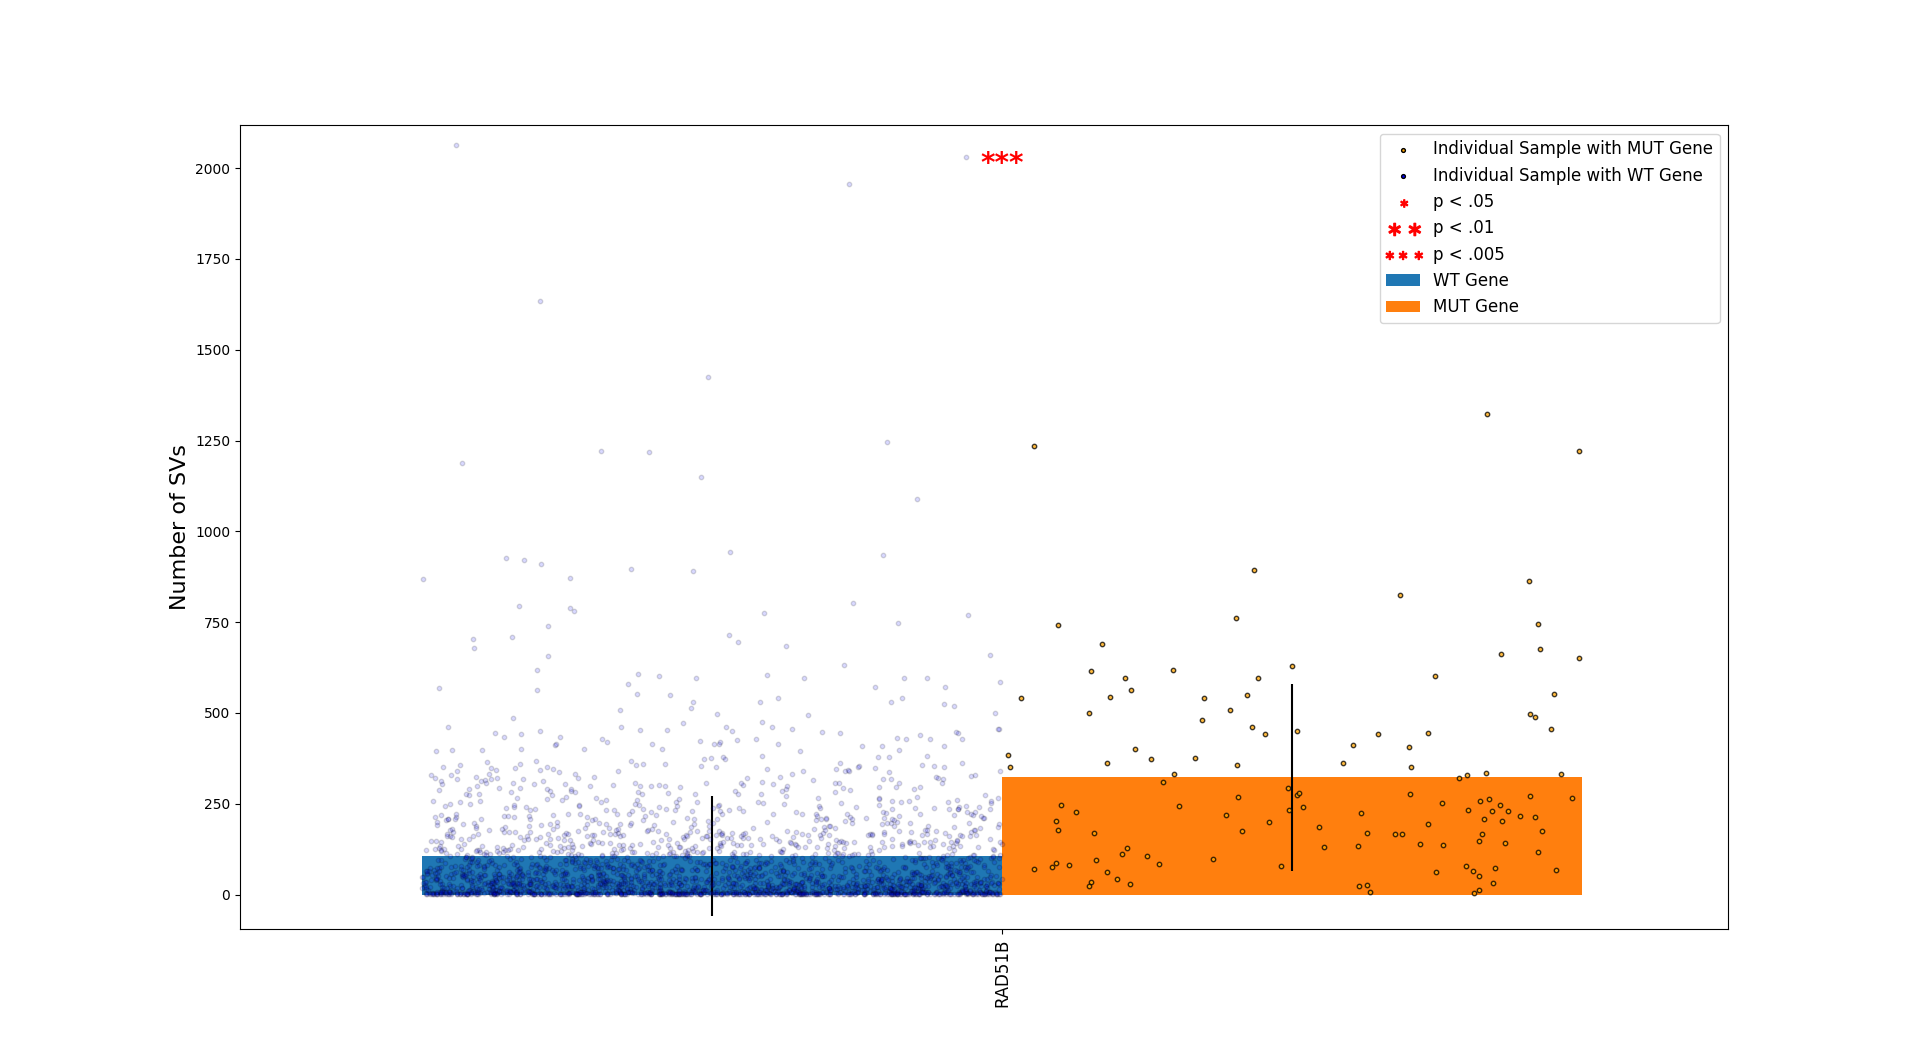 ***
Individual Sample with MUT Gene
Individual Sample with WT Gene
p < .05
p < .01
p < .005
WT Gene
MUT Gene
2000
1750
1500
1250
1000
750
500
250
0
Number of SVs
RAD51B